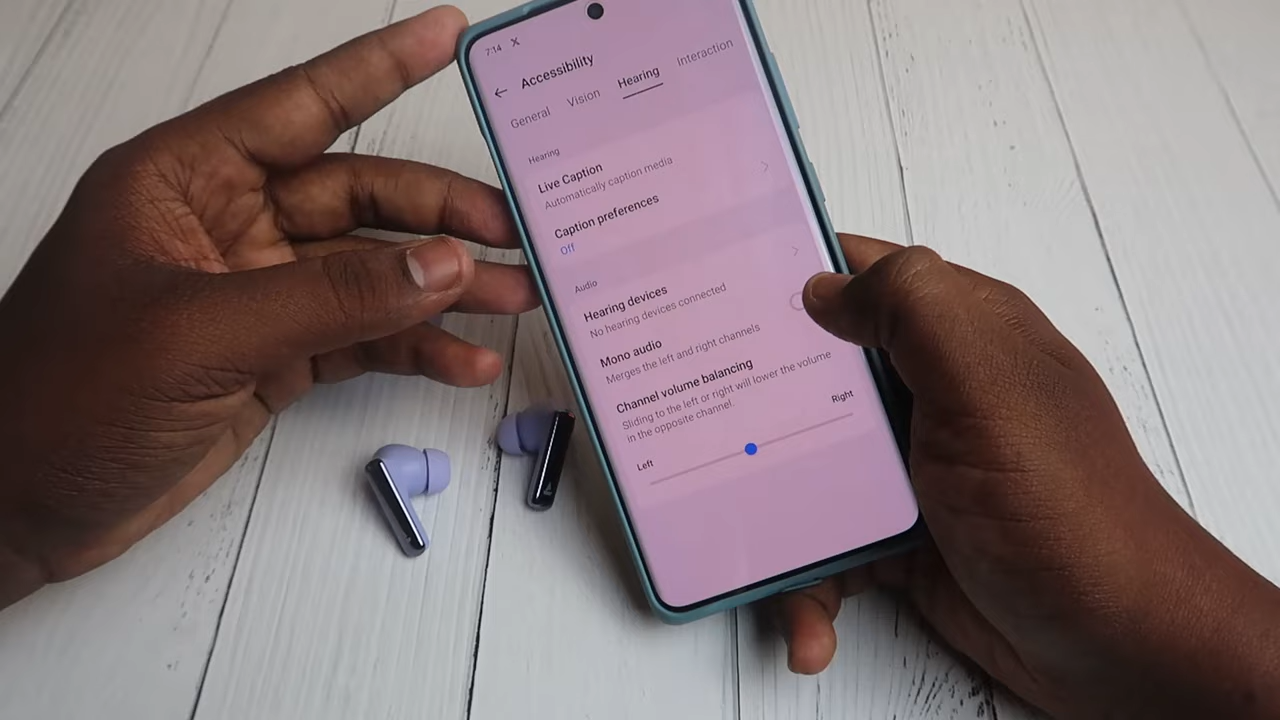 7:14 X
Accessibility
General Vision Hearing Interaction
Hearing
Live Caption
Automatically caption media
Caption preferences
Off
Audio
Hearing devices
No hearing devices connected
Mono audio
Merges the left and right channels
Channel volume balancing
Sliding to the left or right will lower the volume
in the opposite channel.
Left Right